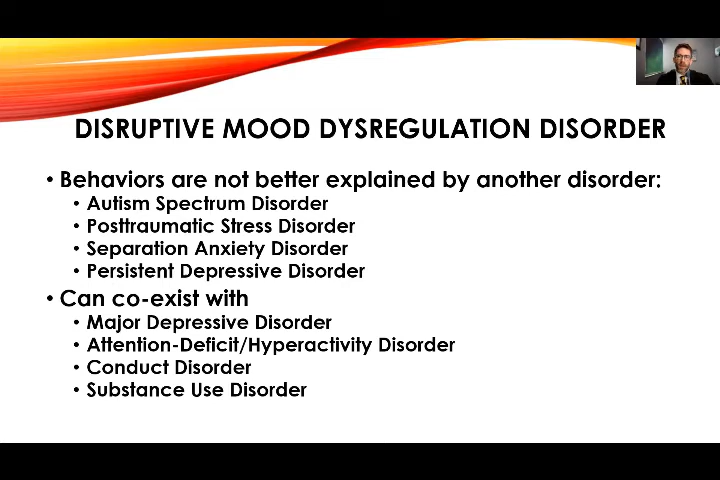 DISRUPTIVE MOOD DYSREGULATION DISORDER
• Behaviors are not better explained by another disorder:
• Autism Spectrum Disorder
• Posttraumatic Stress Disorder
• Separation Anxiety Disorder
• Persistent Depressive Disorder
• Can co-exist with
• Major Depressive Disorder
• Attention-Deficit/Hyperactivity Disorder
• Conduct Disorder
• Substance Use Disorder